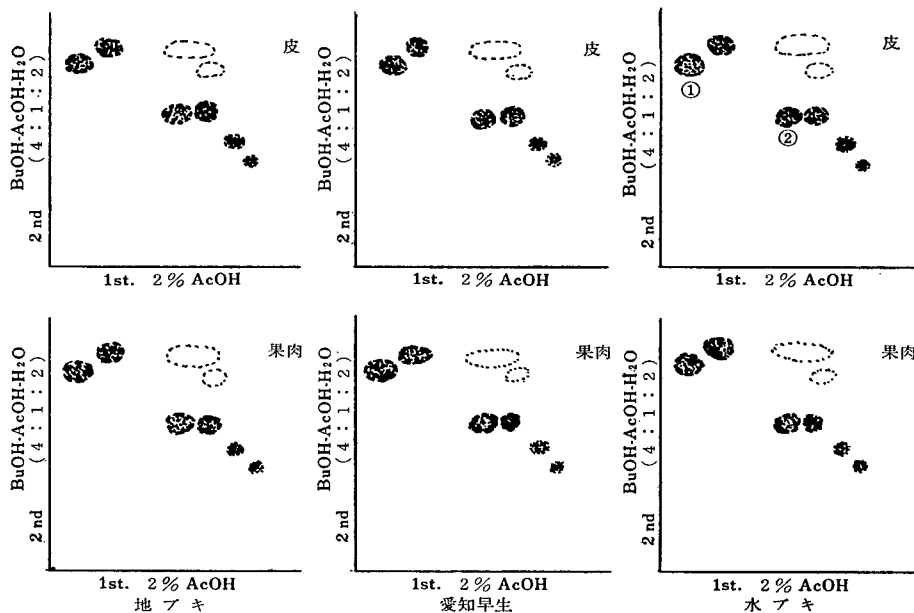 BuOH-AcOH-H₂O
(4:1:2)
2nd
皮
1st. 2% AcOH
BuOH-AcOH-H₂O
(4:1:2)
2nd
皮
1st. 2% AcOH
BuOH-AcOH-H₂O
(4:1:2)
2nd
皮
①
②
1st. 2% AcOH
BuOH-AcOH-H₂O
(4:1:2)
2nd
果肉
1st. 2% AcOH
地ブキ
BuOH-AcOH-H₂O
(4:1:2)
2nd
果肉
1st. 2% AcOH
愛知早生
BuOH-AcOH-H₂O
(4:1:2)
2nd
果肉
1st. 2% AcOH
水ブキ